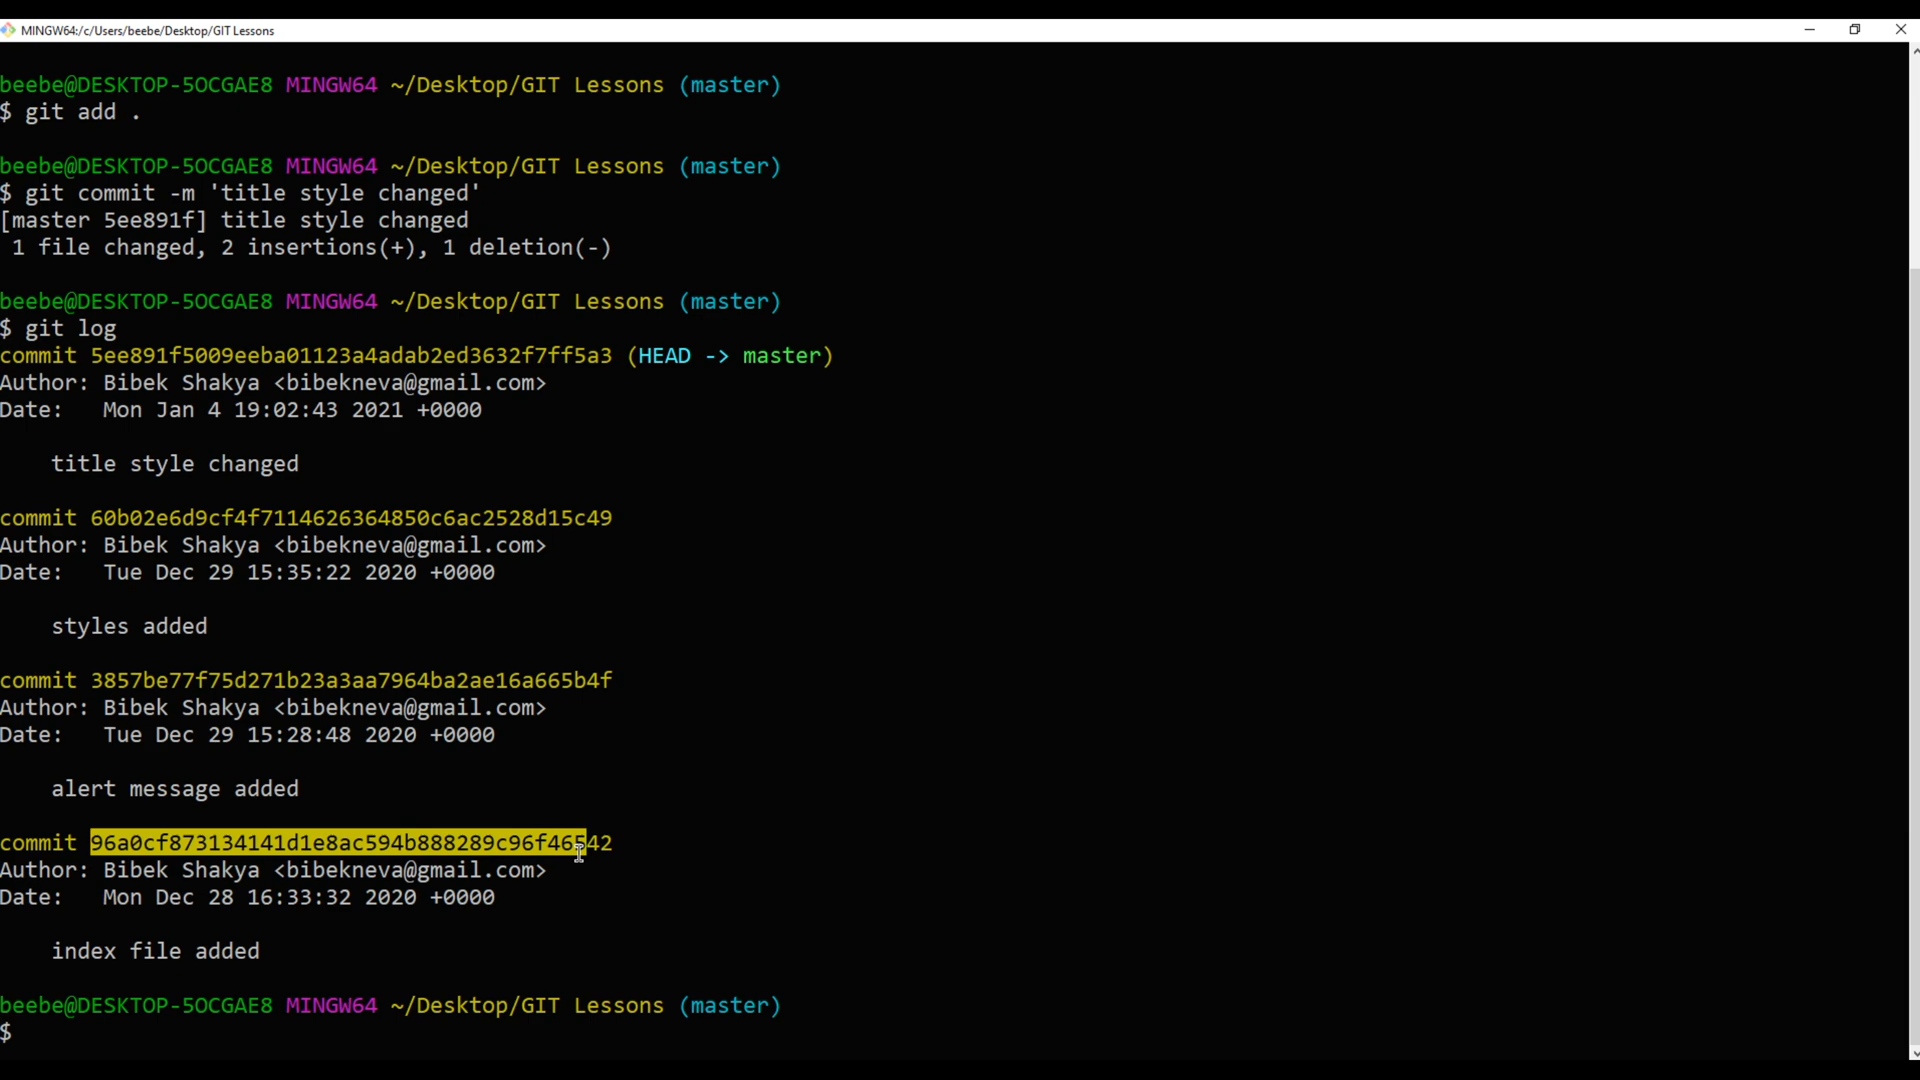 MINGW64:/c/Users/beebe/Desktop/GIT Lessons
beebe@DESKTOP-5OCGAE8 MINGW64 ~/Desktop/GIT Lessons (master)
$ git add .
beebe@DESKTOP-5OCGAE8 MINGW64 ~/Desktop/GIT Lessons (master)
$ git commit -m 'title style changed'
[master 5ee891f] title style changed
1 file changed, 2 insertions(+), 1 deletion(-)
beebe@DESKTOP-5OCGAE8 MINGW64 ~/Desktop/GIT Lessons (master)
$ git log
commit 5ee891f5009eeba01123a4adab2ed3632f7ff5a3 (HEAD -> master)
Author: Bibek Shakya <bibekneva@gmail.com>
Date:   Mon Jan 4 19:02:43 2021 +0000
title style changed
commit 60b02e6d9cf4f7114626364850c6ac2528d15c49
Author: Bibek Shakya <bibekneva@gmail.com>
Date:   Tue Dec 29 15:35:22 2020 +0000
styles added
commit 3857be77f75d271b23a3aa7964ba2ae16a665b4f
Author: Bibek Shakya <bibekneva@gmail.com>
Date:   Tue Dec 29 15:28:48 2020 +0000
alert message added
commit 96a0cf873134141d1e8ac594b888289c96f46542
Author: Bibek Shakya <bibekneva@gmail.com>
Date:   Mon Dec 28 16:33:32 2020 +0000
index file added
beebe@DESKTOP-5OCGAE8 MINGW64 ~/Desktop/GIT Lessons (master)
$